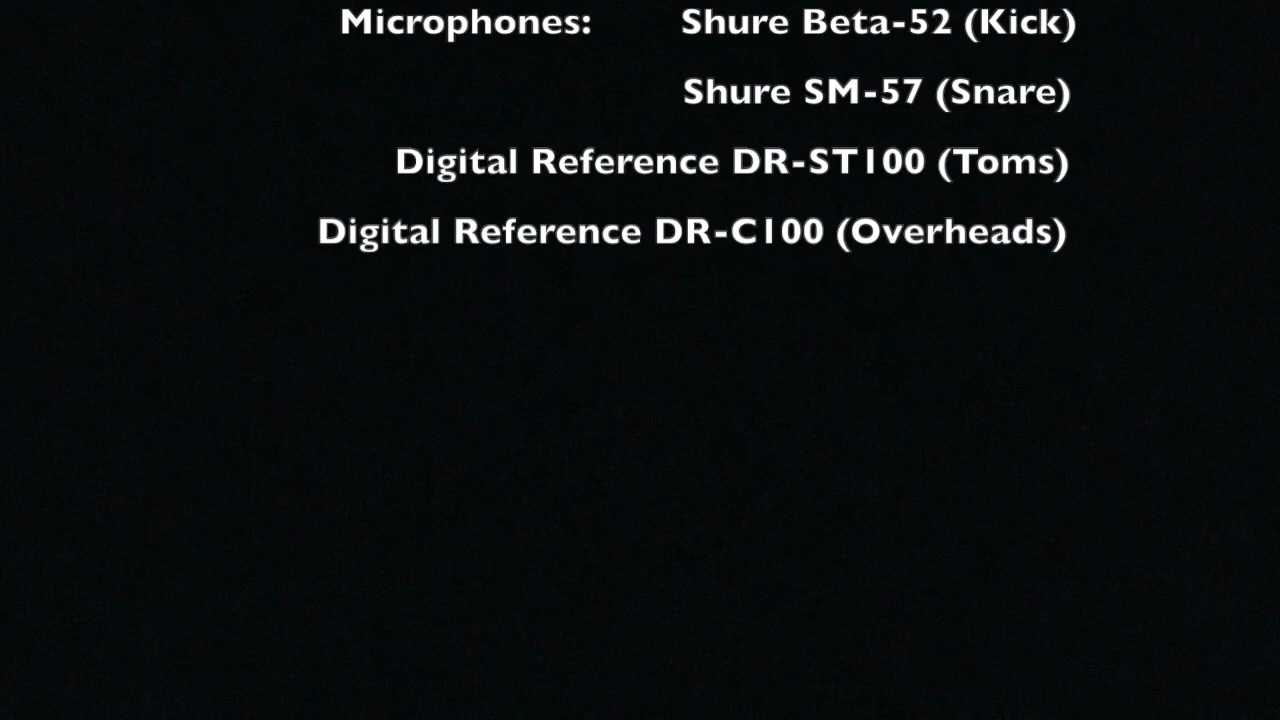 Microphones: Shure Beta-52 (Kick)
Shure SM-57 (Snare)
Digital Reference DR-ST100 (Toms)
Digital Reference DR-C100 (Overheads)